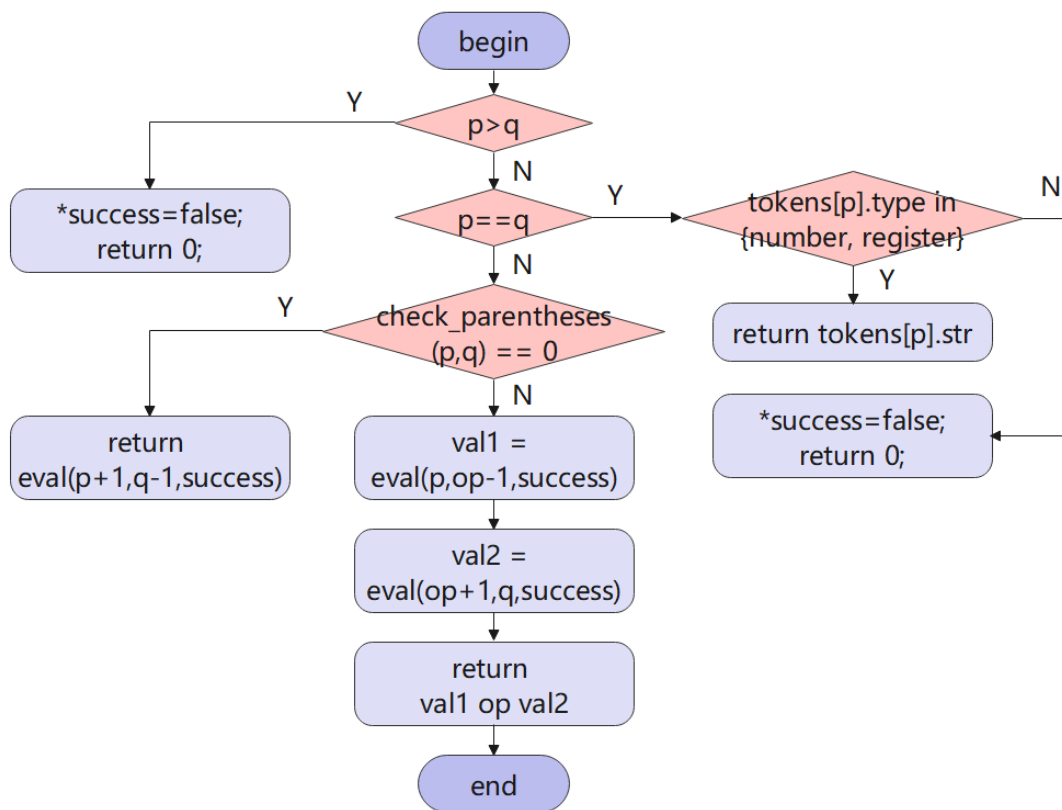 begin
Y
p>q
N
*success=false;
return 0;
p==q
Y
tokens[p].type in
{number, register}
N
N
Y
return tokens[p].str
Y
check_parentheses
(p,q) == 0
N
*success=false;
return 0;
return
eval(p+1,q-1,success)
val1 =
eval(p,op-1,success)
val2 =
eval(op+1,q,success)
return
val1 op val2
end